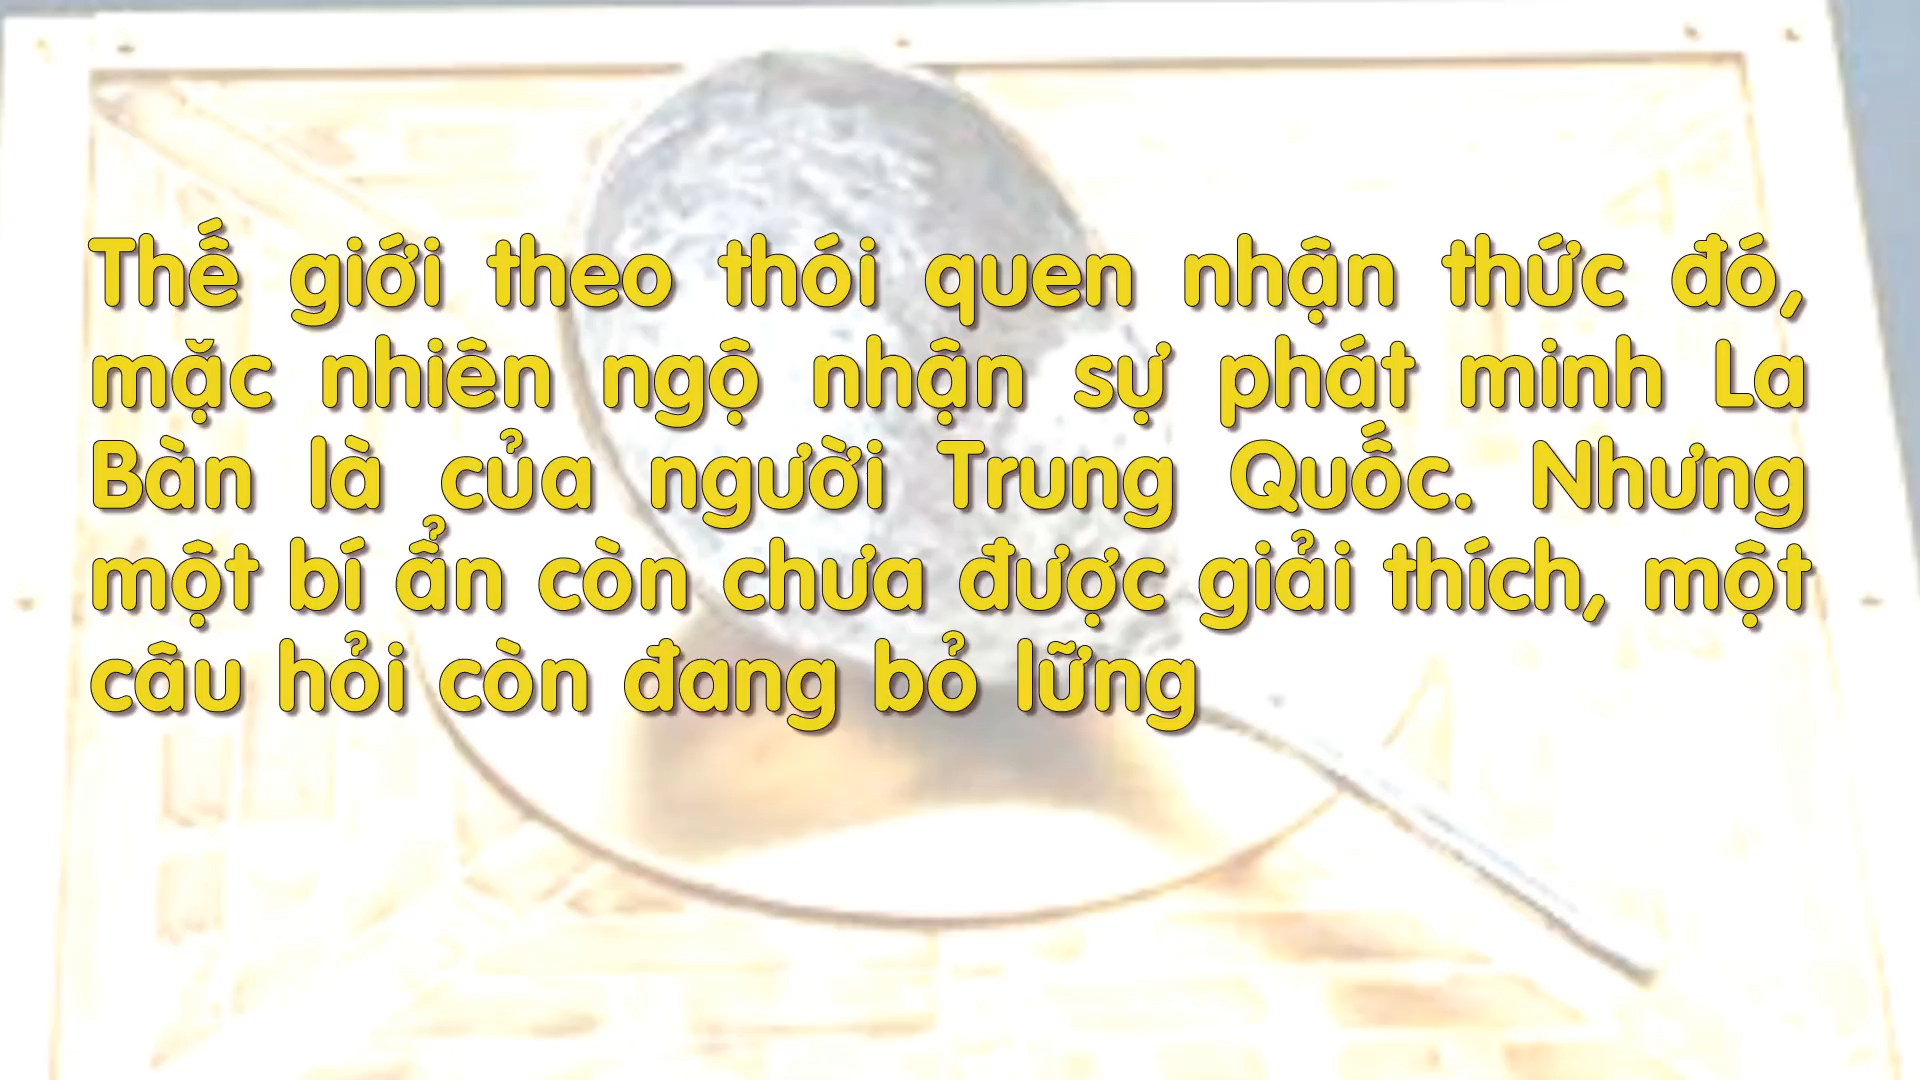 Thế giới theo thói quen nhận thức đó,
mặc nhiên ngộ nhận sự phát minh La
Bàn là của người Trung Quốc. Nhưng
một bí ẩn còn chưa được giải thích, một
câu hỏi còn đang bỏ lững